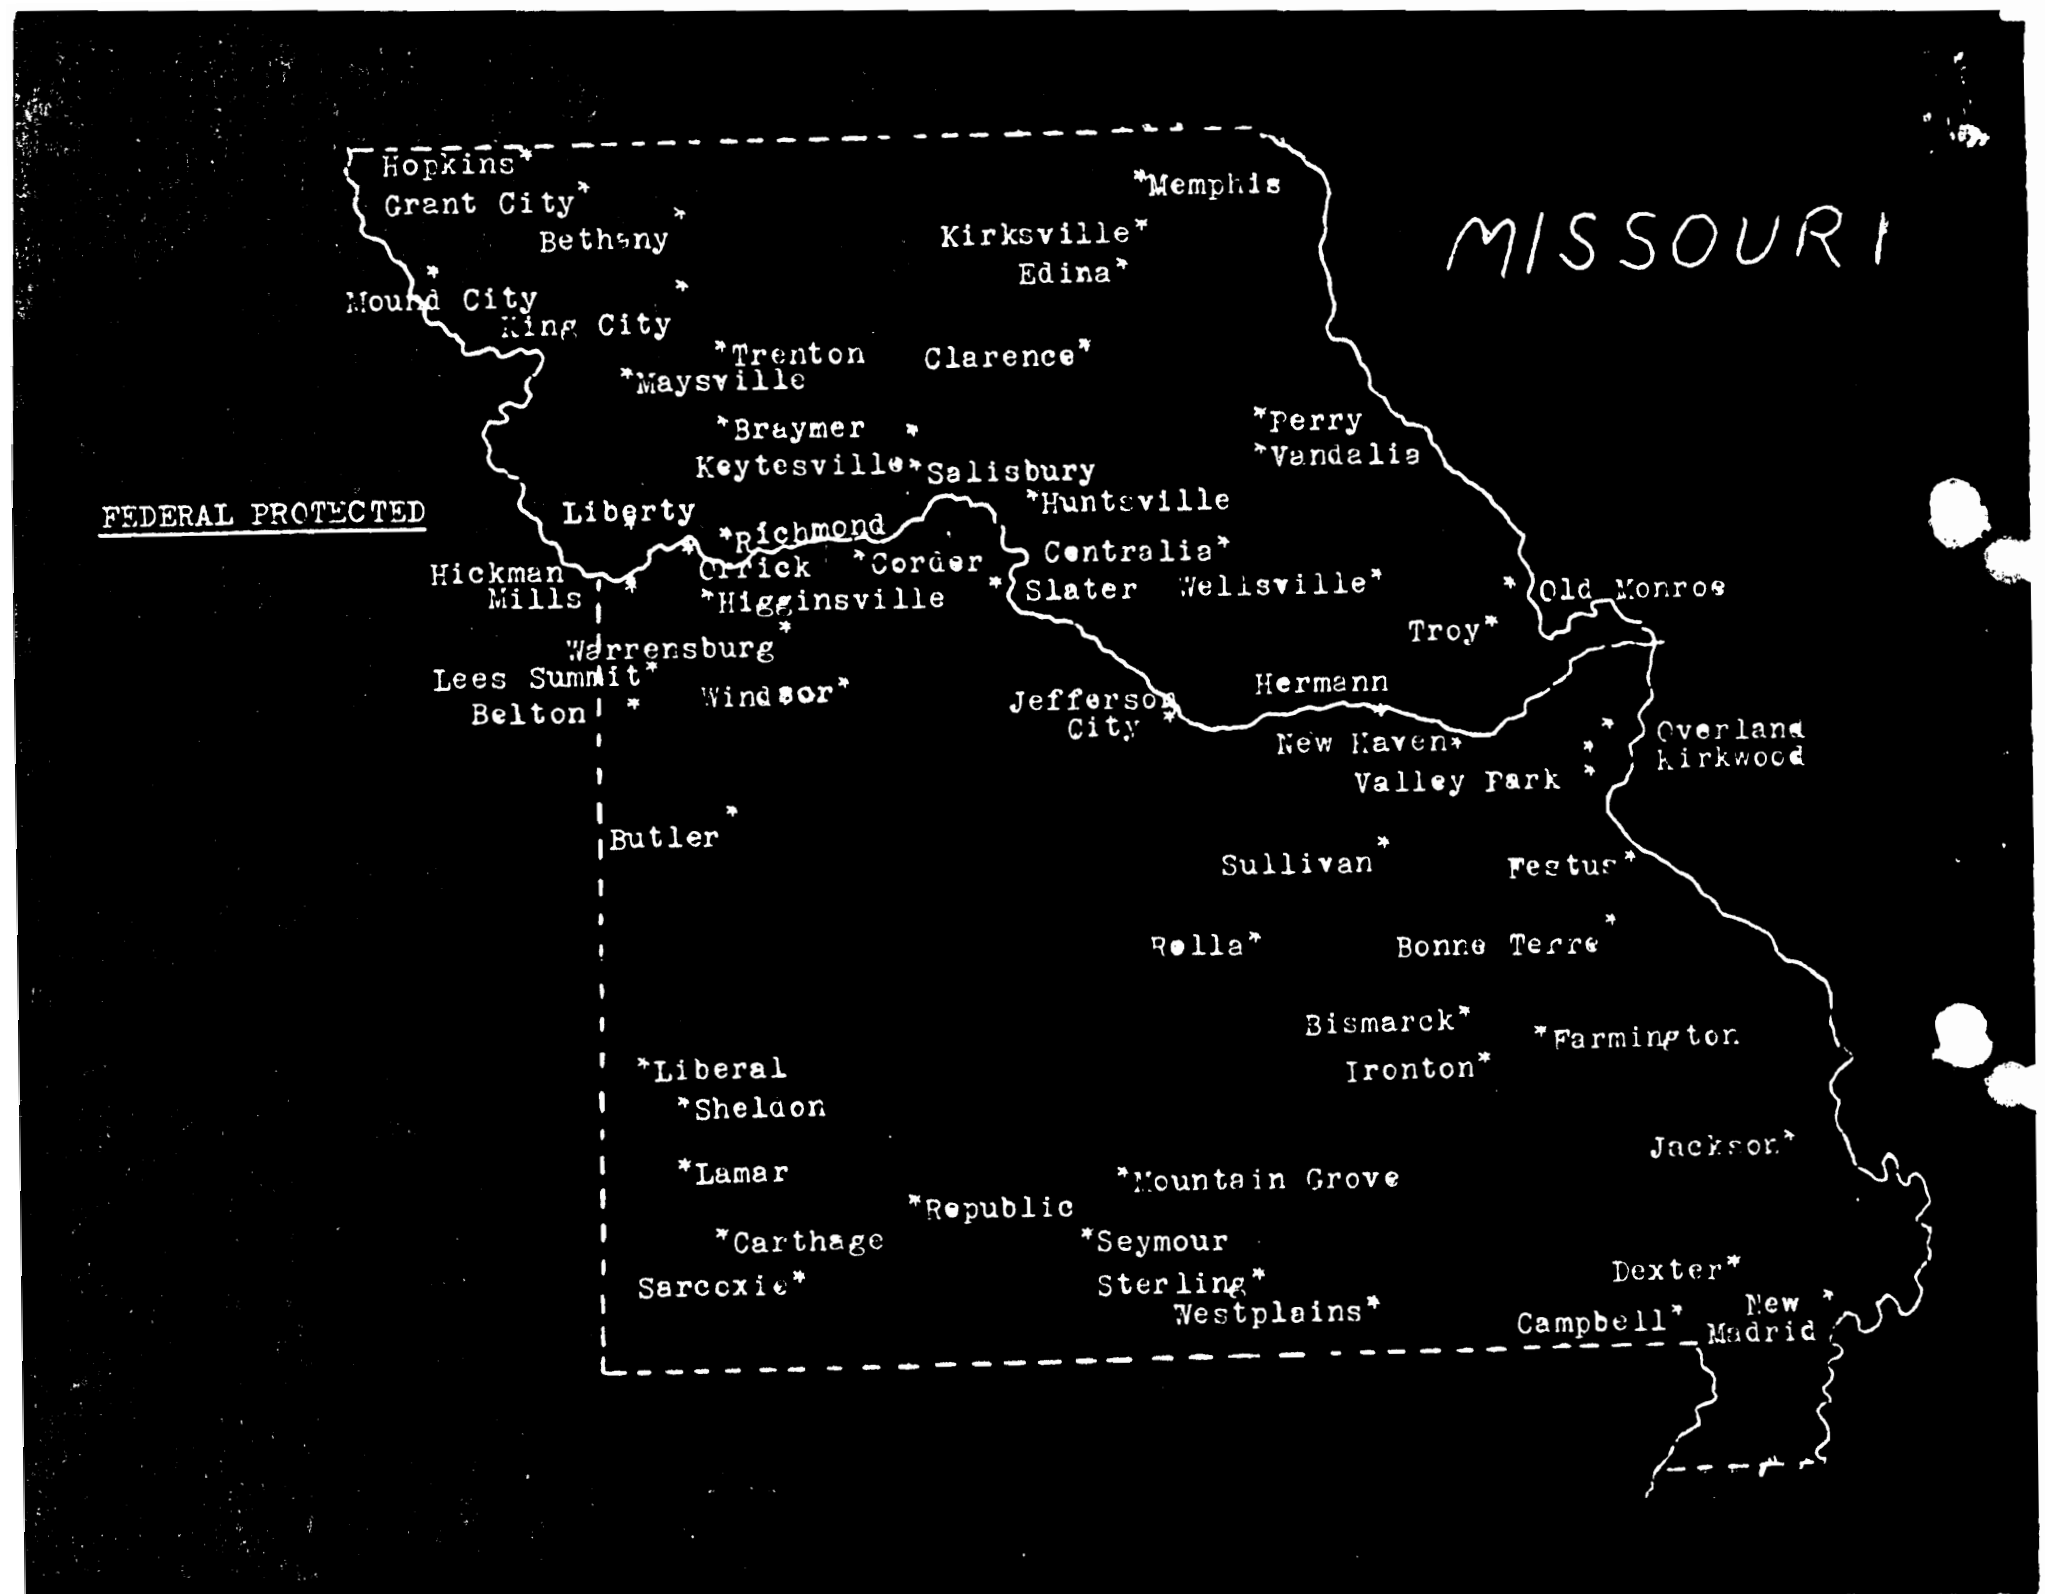 Hopkins*
*Memphis
Grant City*
MISSOURI
Kirksville*
Bethany
Edina*
Mound City
King City
*Trenton
Clarence*
*Maysville
*Perry
*Braymer
*Vandalia
Keytesville*
Salisbury
*Huntsville
FEDERAL PROTECTED
Liberty
*Richmond
Centralia*
*Corder
Orrick
Hickman
Mills
*Slater
Wellsville*
*Old Monroe
*Higginsville
Troy*
Warrensburg
Lees Summit*
Hermann
Windsor*
Jefferson
City*
Belton
*
Overland
New Haven*
Kirkwood
Valley Park *
Butler*
Sullivan*
Festus*
Rolla*
Bonne Terre*
Bismarck*
*Farmington
*Liberal
Ironton*
*Sheldon
Jackson*
*Lamar
*Mountain Grove
*Republic
*Carthage
*Seymour
Dexter*
Sarcoxie*
Sterling*
Westplains*
Campbell*
New
Madrid